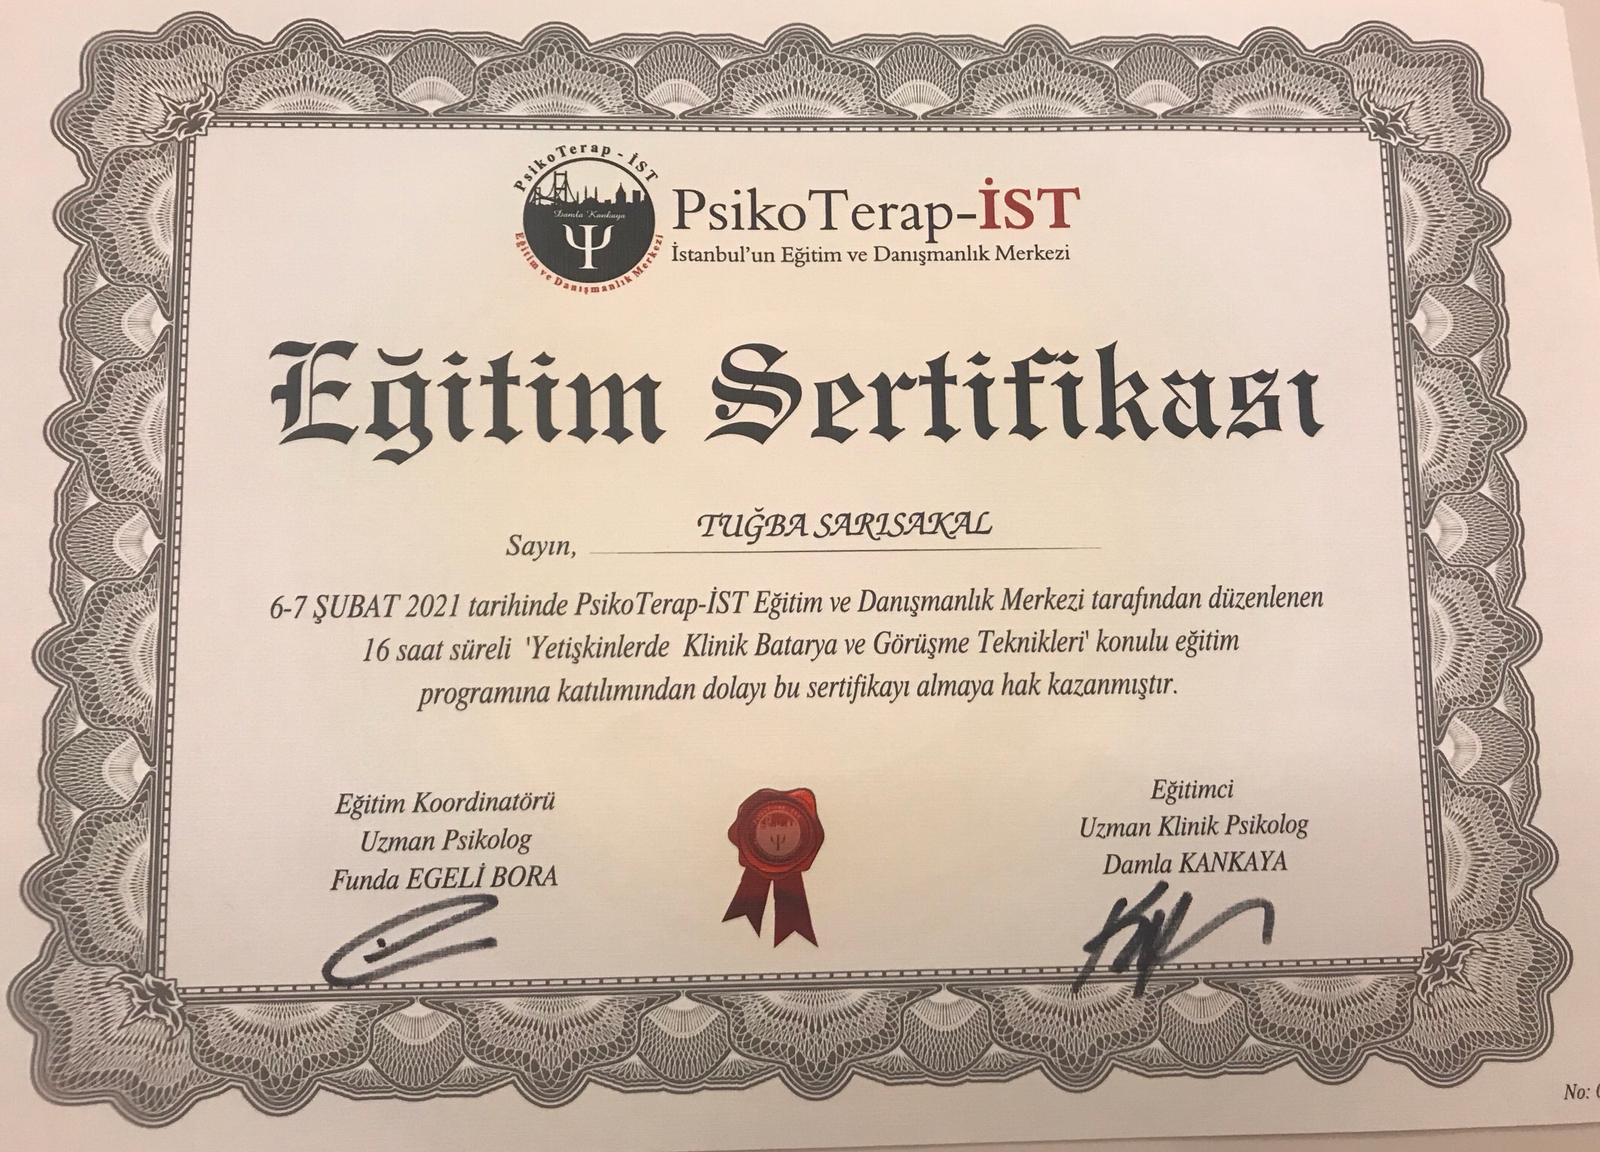 PsikoTerap - İST
Damla Kankaya
Eğitim ve Danışmanlık Merkezi
PsikoTerap-İST
İstanbul'un Eğitim ve Danışmanlık Merkezi
Eğitim Sertifikası
Sayın, TUĞBA SARISAKAL
6-7 ŞUBAT 2021 tarihinde PsikoTerap-İST Eğitim ve Danışmanlık Merkezi tarafından düzenlenen
16 saat süreli 'Yetişkinlerde Klinik Batarya ve Görüşme Teknikleri' konulu eğitim
programına katılımından dolayı bu sertifikayı almaya hak kazanmıştır.
Eğitim Koordinatörü
Uzman Psikolog
Funda EGELİ BORA
Eğitimci
Uzman Klinik Psikolog
Damla KANKAYA
No: